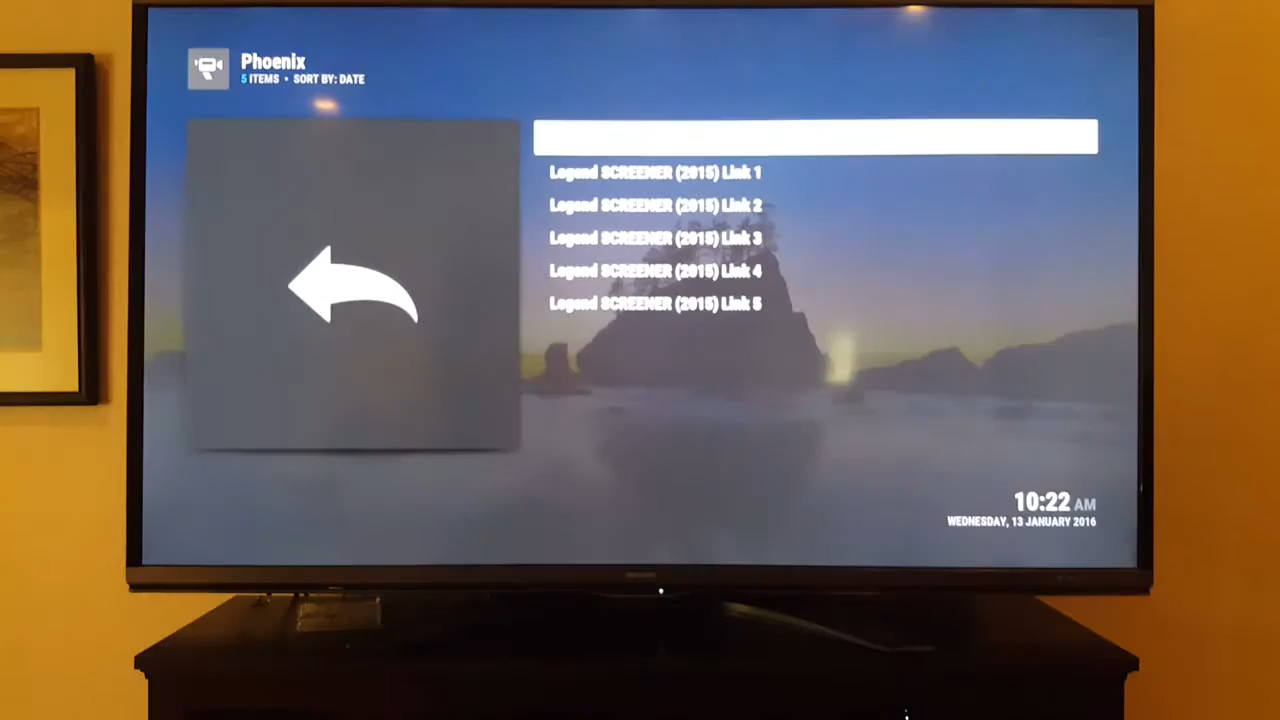 Phoenix
5 ITEMS • SORT BY: DATE
Legend SCREENER (2015) Link 1
Legend SCREENER (2015) Link 2
Legend SCREENER (2015) Link 3
Legend SCREENER (2015) Link 4
Legend SCREENER (2015) Link 5
10:22 AM
WEDNESDAY, 13 JANUARY 2016